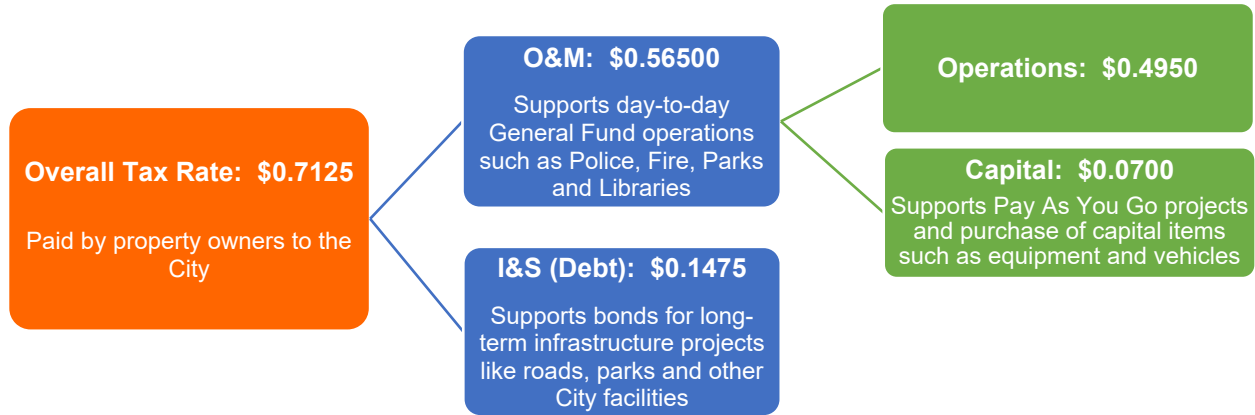 Overall Tax Rate:  $0.7125
Paid by property owners to the
City
O&M:  $0.56500
Supports day-to-day
General Fund operations
such as Police, Fire, Parks
and Libraries
I&S (Debt):  $0.1475
Supports bonds for long-
term infrastructure projects
like roads, parks and other
City facilities
Operations:  $0.4950
Capital:  $0.0700
Supports Pay As You Go projects
and purchase of capital items
such as equipment and vehicles